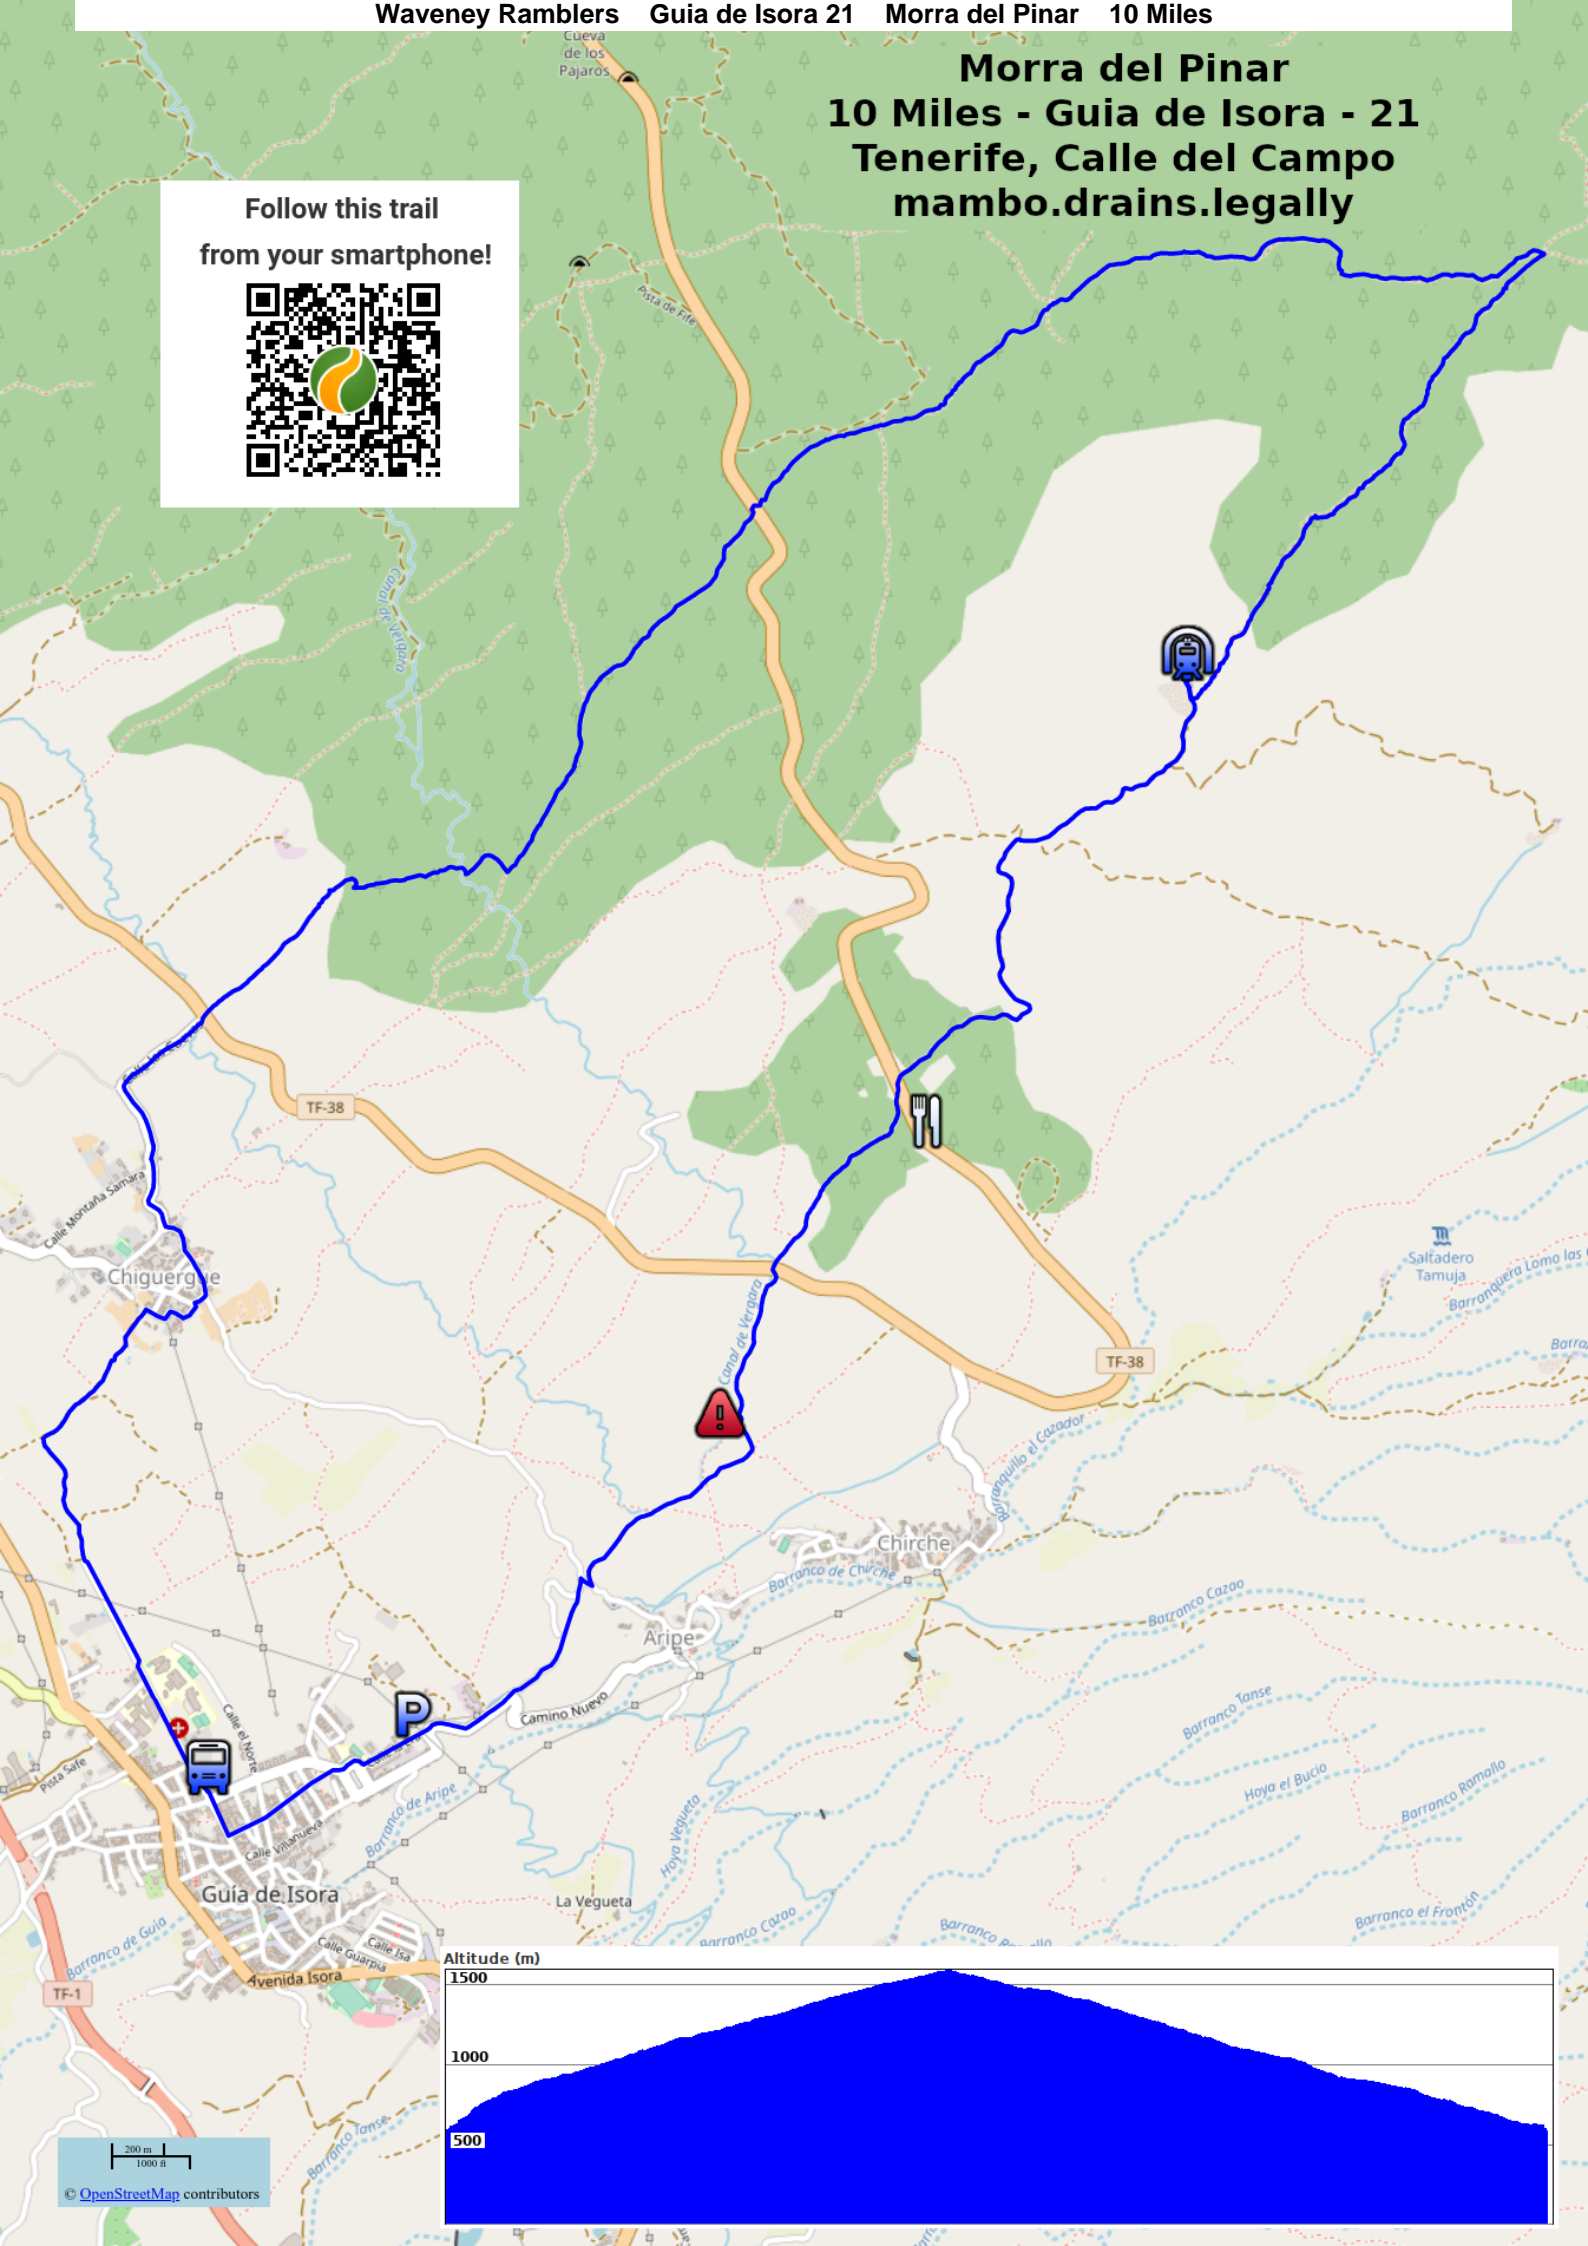 Waveney Ramblers    Guia de Isora 21    Morra del Pinar    10 Miles
Cueva
de los
Pajaros
Morra del Pinar
10 Miles - Guia de Isora - 21
Tenerife, Calle del Campo
mambo.drains.legally
Follow this trail
from your smartphone!
Pista de Fife
Canal de Vergara
TF-38
Calle Montaña Samara
Chiguergue
Saltadero
Tamuja
Canal de Vergara
TF-38
Barranquillo el Cazador
Chirche
Barranco de Chirche
Barranco Cazao
Aripe
P
Calle el Norte
Camino Nuevo
Barranco Tanse
Pista Safe
Hoya el Bucio
Barranco Ramallo
Barranco de Aripe
Calle Villanueva
Hoya Vegueta
Guía de Isora
La Vegueta
Barranco el Frontón
Barranco Cazao
Barranco de Guía
Calle Isa
Calle Guarpia
Avenida Isora
TF-1
Altitude (m)
1500
1000
500
Barranco Tanse
200 m
1000 ft
© OpenStreetMap contributors